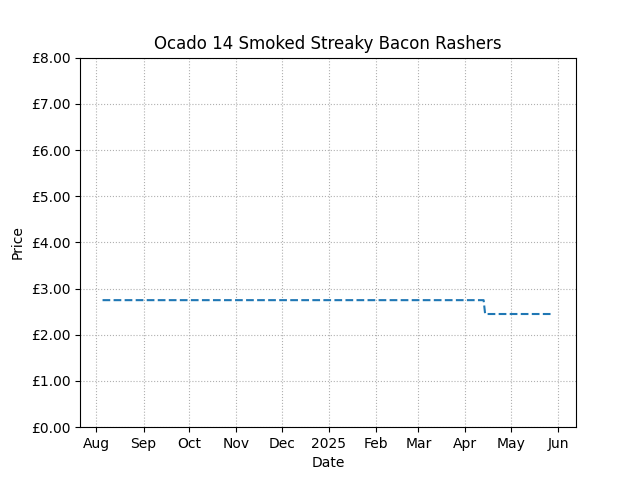 Ocado 14 Smoked Streaky Bacon Rashers
£8.00
£7.00
£6.00
£5.00
£4.00
£3.00
£2.00
£1.00
£0.00
Price
Aug Sep Oct Nov Dec 2025 Feb Mar Apr May Jun
Date